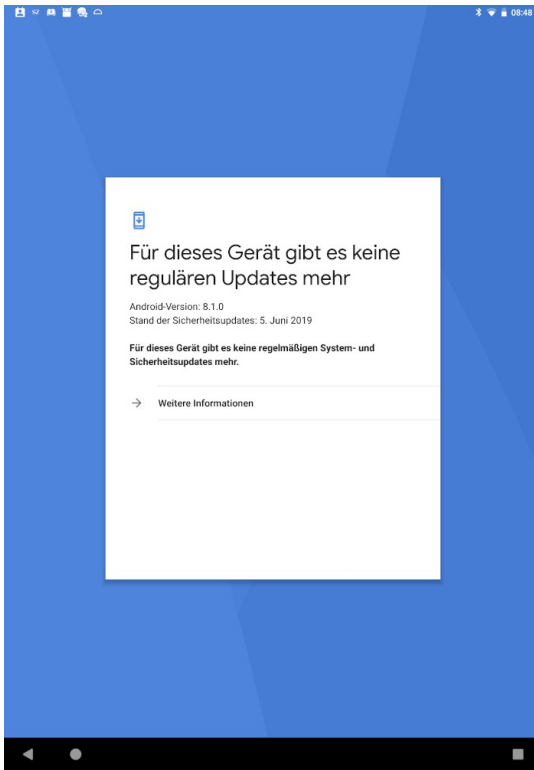 08:48
Für dieses Gerät gibt es keine
regulären Updates mehr
Android-Version: 8.1.0
Stand der Sicherheitsupdates: 5. Juni 2019
Für dieses Gerät gibt es keine regelmäßigen System- und
Sicherheitsupdates mehr.
Weitere Informationen